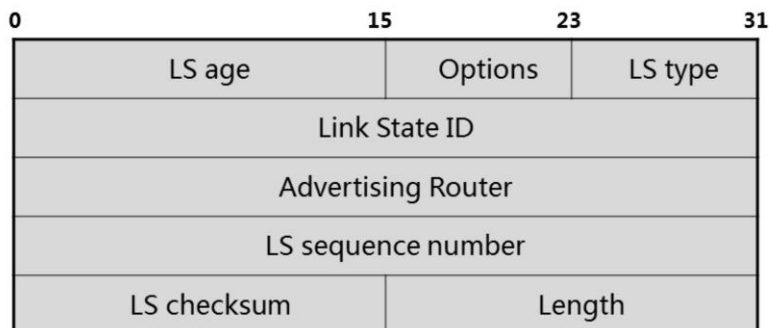 0 15 23 31
LS age Options LS type
Link State ID
Advertising Router
LS sequence number
LS checksum Length